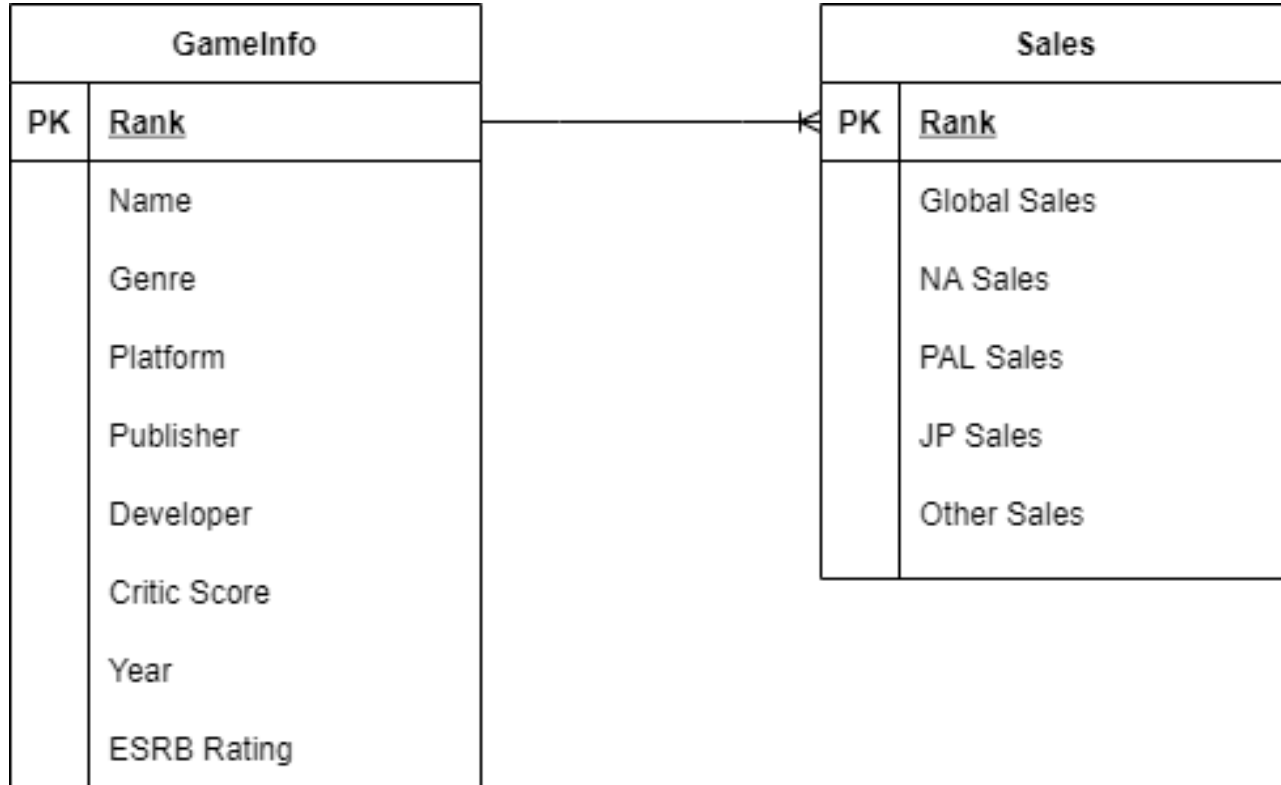 GameInfo
PK Rank
Name
Genre
Platform
Publisher
Developer
Critic Score
Year
ESRB Rating
Sales
PK Rank
Global Sales
NA Sales
PAL Sales
JP Sales
Other Sales